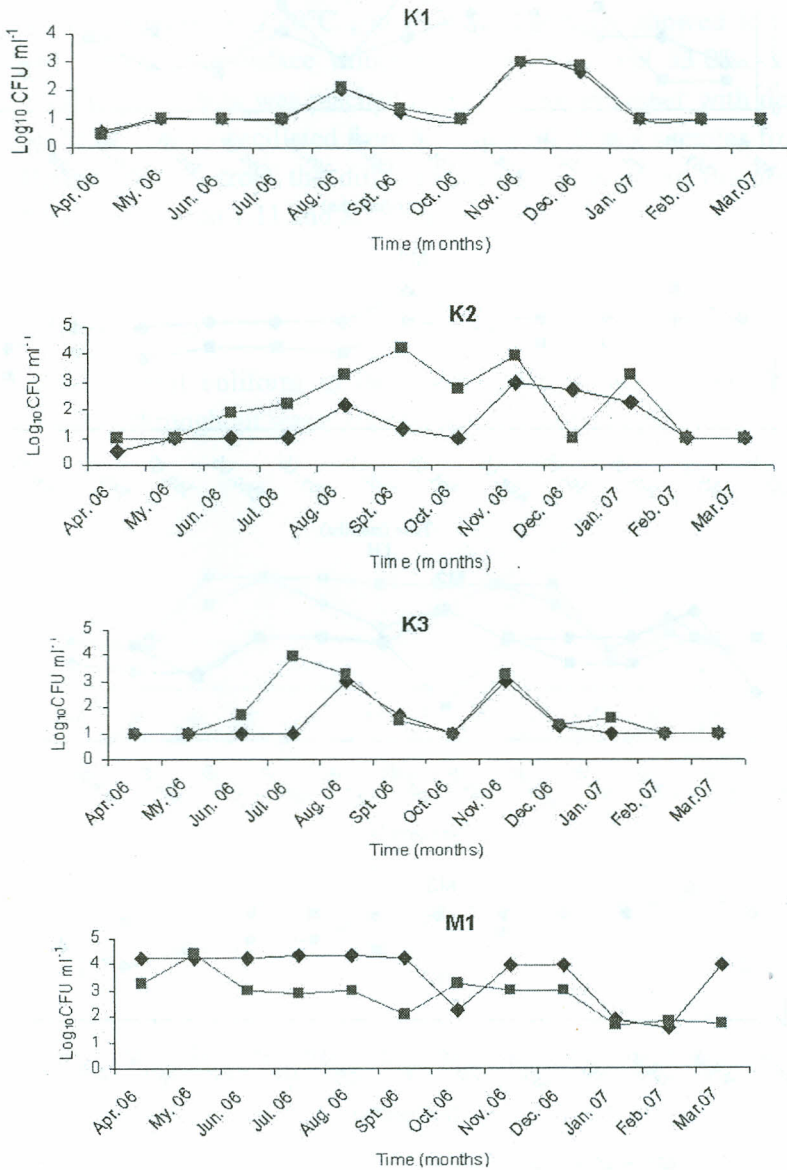 K1
Log10 CFU ml-1
4
3
2
1
0
Apr. 06
My. 06
Jun. 06
Jul. 06
Aug. 06
Spt. 06
Oct. 06
Nov. 06
Dec. 06
Jan. 07
Feb. 07
Mar.07
Time (months)
K2
Log10CFU ml-1
5
4
3
2
1
0
Apr. 06
My. 06
Jun. 06
Jul. 06
Aug. 06
Spt. 06
Oct. 06
Nov. 06
Dec. 06
Jan. 07
Feb. 07
Mar.07
Time (months)
K3
Log10CFU ml-1
5
4
3
2
1
0
Apr. 06
My. 06
Jun. 06
Jul. 06
Aug. 06
Spt. 06
Oct. 06
Nov. 06
Dec. 06
Jan. 07
Feb. 07
Mar.07
Time (months)
M1
Log10CFU ml-1
5
4
3
2
1
0
Apr. 06
My. 06
Jun. 06
Jul. 06
Aug. 06
Spt. 06
Oct. 06
Nov. 06
Dec. 06
Jan. 07
Feb. 07
Mar.07
Time (months)